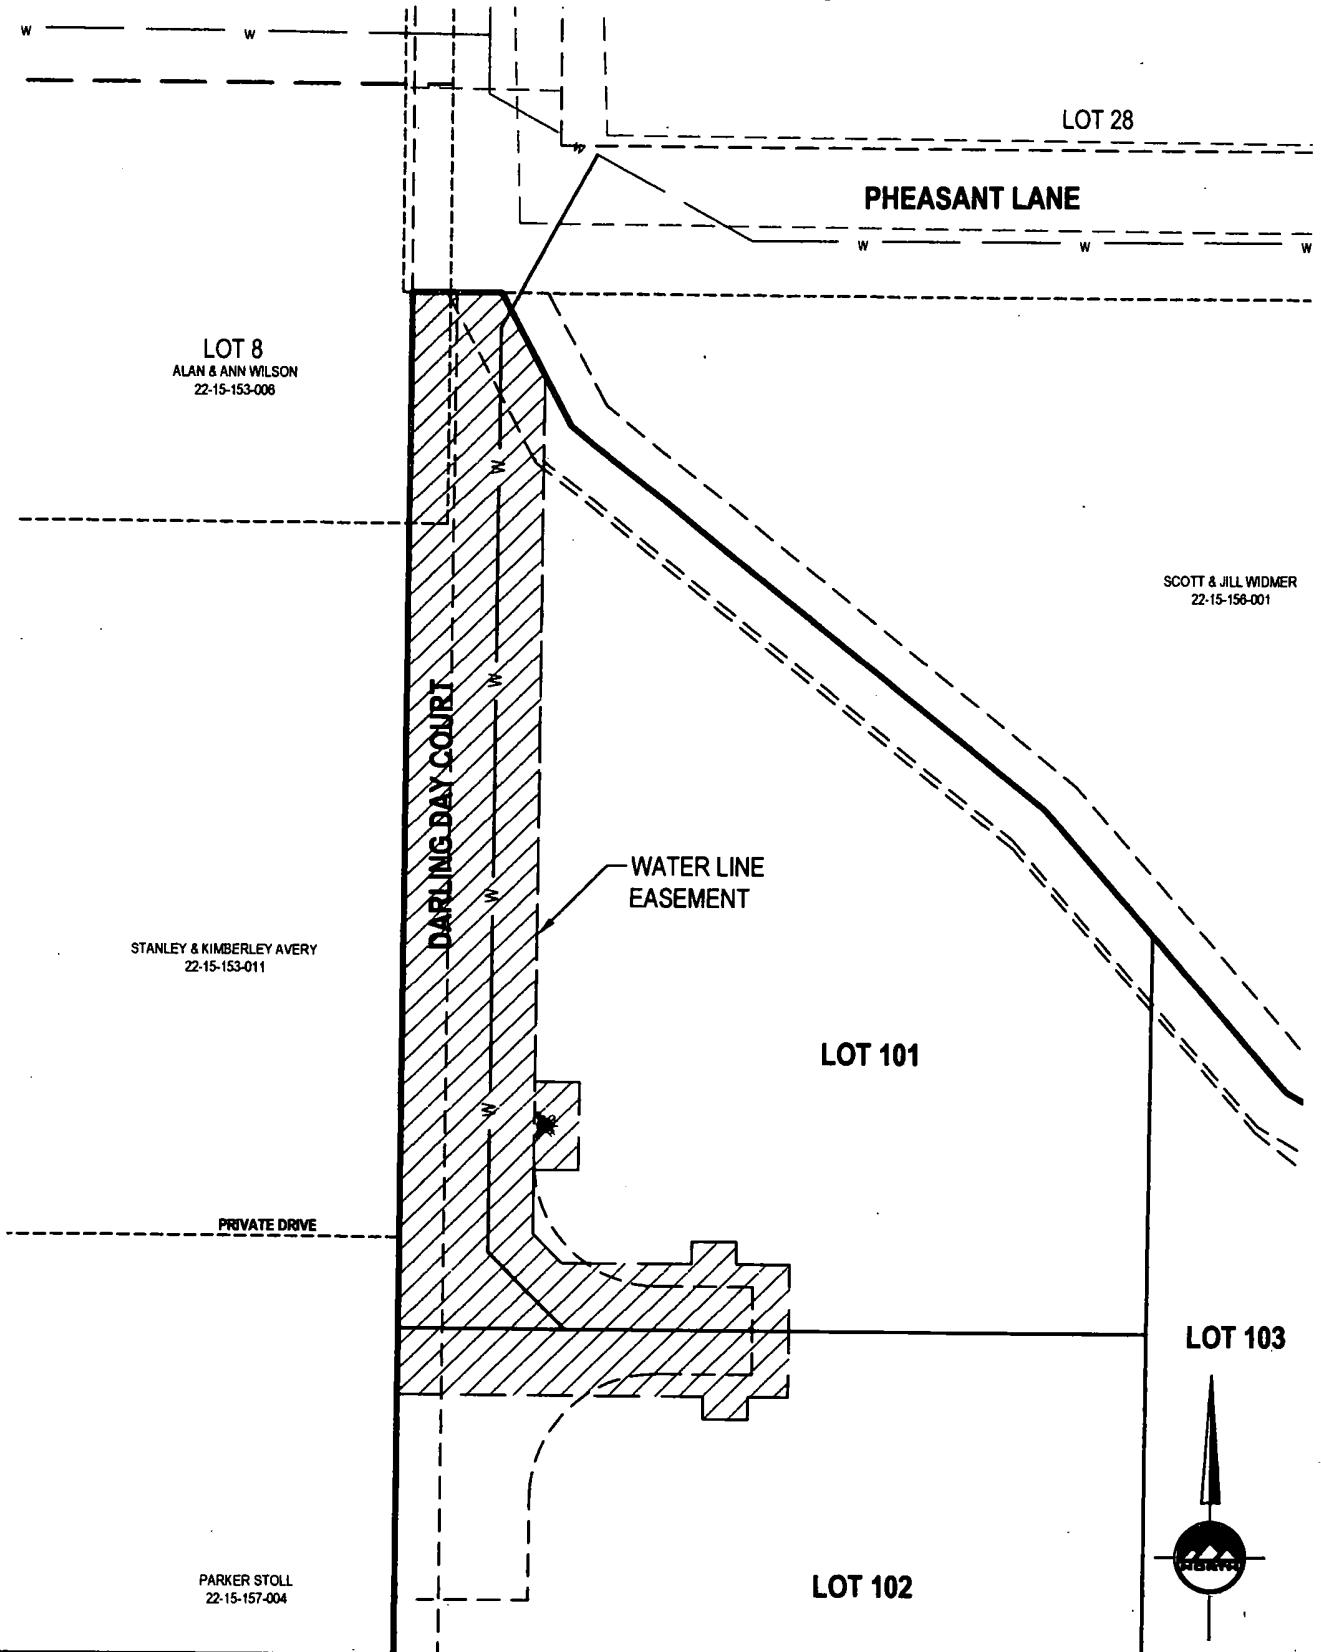 W
W
LOT 28
W
PHEASANT LANE
W
W
W
LOT 8
ALAN & ANN WILSON
22-15-153-006
W
SCOTT & JILL WIDMER
22-15-156-001
W
DARLING DAY COURT
WATER LINE
EASEMENT
W
STANLEY & KIMBERLEY AVERY
22-15-153-011
LOT 101
W
PRIVATE DRIVE
LOT 103
NORTH
PARKER STOLL
22-15-157-004
LOT 102